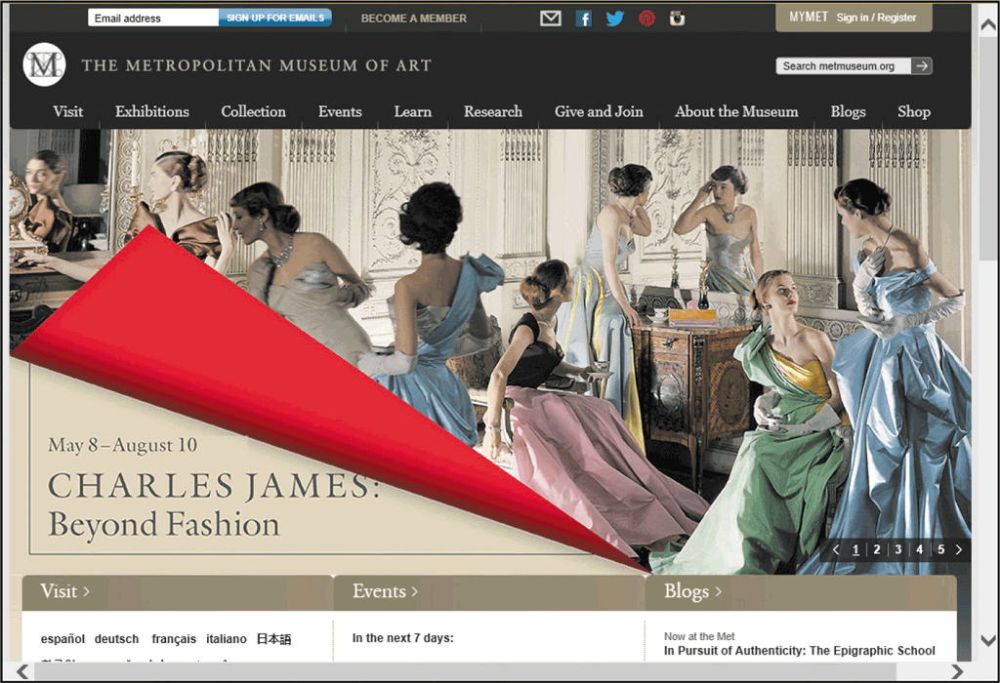 Email address SIGN UP FOR EMAILS BECOME A MEMBER MYMET Sign in / Register
M THE METROPOLITAN MUSEUM OF ART
Search metmuseum.org
Visit Exhibitions Collection Events Learn Research Give and Join About the Museum Blogs Shop
May 8–August 10
CHARLES JAMES:
Beyond Fashion
< 1 2 3 4 5 >
Visit >
español deutsch français italiano 日本語
Events >
In the next 7 days:
Blogs >
Now at the Met
In Pursuit of Authenticity: The Epigraphic School